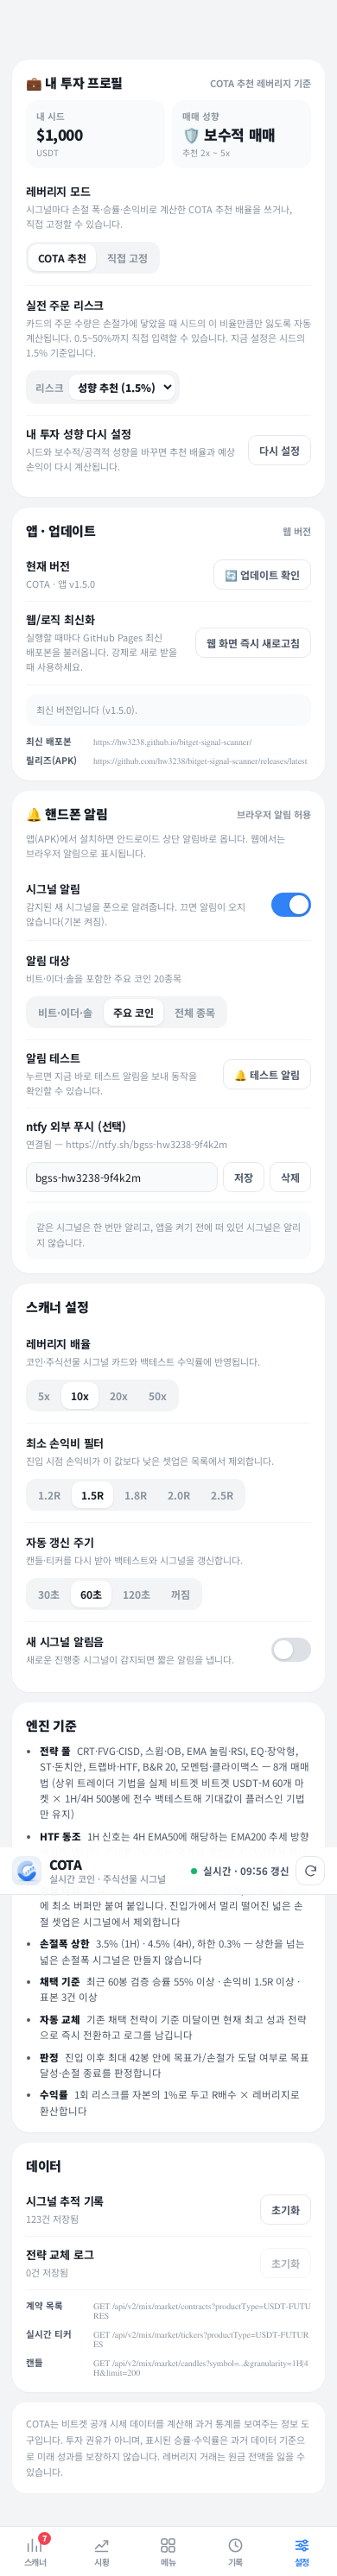 💼 내 투자 프로필
COTA 추천 레버리지 기준
내 시드
$1,000
USDT
매매 성향
🛡️ 보수적 매매
추천 2x ~ 5x
레버리지 모드
시그널마다 손절 폭·승률·손익비로 계산한 COTA 추천 배율을 쓰거나,
직접 고정할 수 있습니다.
COTA 추천
직접 고정
실전 주문 리스크
카드의 주문 수량은 손절가에 닿았을 때 시드의 이 비율만큼만 잃도록 자동
계산됩니다. 0.5~50%까지 직접 입력할 수 있습니다. 지금 설정은 시드의
1.5% 기준입니다.
리스크
성향 추천 (1.5%)
내 투자 성향 다시 설정
시드와 보수적/공격적 성향을 바꾸면 추천 배율과 예상
손익이 다시 계산됩니다.
다시 설정
앱 · 업데이트
웹 버전
현재 버전
COTA · 앱 v1.5.0
🔄 업데이트 확인
웹/로직 최신화
실행할 때마다 GitHub Pages 최신
배포본을 불러옵니다. 강제로 새로 받을
때 사용하세요.
웹 화면 즉시 새로고침
최신 버전입니다 (v1.5.0).
최신 배포본
https://hw3238.github.io/bitget-signal-scanner/
릴리즈(APK)
https://github.com/hw3238/bitget-signal-scanner/releases/latest
🔔 핸드폰 알림
브라우저 알림 허용
앱(APK)에서 설치하면 안드로이드 상단 알림바로 옵니다. 웹에서는
브라우저 알림으로 표시됩니다.
시그널 알림
감지된 새 시그널을 폰으로 알려줍니다. 끄면 알림이 오지
않습니다(기본 켜짐).
알림 대상
비트·이더·솔을 포함한 주요 코인 20종목
비트·이더·솔
주요 코인
전체 종목
알림 테스트
누르면 지금 바로 테스트 알림을 보내 동작을
확인할 수 있습니다.
🔔 테스트 알림
ntfy 외부 푸시 (선택)
연결됨 — https://ntfy.sh/bgss-hw3238-9f4k2m
bgss-hw3238-9f4k2m
저장
삭제
같은 시그널은 한 번만 알리고, 앱을 켜기 전에 떠 있던 시그널은 알리
지 않습니다.
스캐너 설정
레버리지 배율
코인·주식선물 시그널 카드와 백테스트 수익률에 반영됩니다.
5x
10x
20x
50x
최소 손익비 필터
진입 시점 손익비가 이 값보다 낮은 셋업은 목록에서 제외합니다.
1.2R
1.5R
1.8R
2.0R
2.5R
자동 갱신 주기
캔들·티커를 다시 받아 백테스트와 시그널을 갱신합니다.
30초
60초
120초
꺼짐
새 시그널 알림음
새로운 진행중 시그널이 감지되면 짧은 알림음을 냅니다.
엔진 기준
• 전략 풀 CRT·FVG·CISD, 스윕·OB, EMA 눌림·RSI, EQ·장악형,
ST·돈치안, 트랩바·HTF, B&R 20, 모멘텀·클라이맥스 — 8개 매매
법 (상위 트레이더 기법을 실제 비트겟 비트겟 USDT-M 60개 마
켓 × 1H/4H 500봉에 전수 백테스트해 기대값이 플러스인 기법
만 유지)
• HTF 동조 1H 신호는 4H EMA50에 해당하는 EMA200 추세 방향
COTA
실시간 코인 · 주식선물 시그널
실시간 · 09:56 갱신
에 최소 버퍼만 붙여 붙입니다. 진입가에서 멀리 떨어진 넓은 손
절 셋업은 시그널에서 제외합니다
• 손절폭 상한 3.5% (1H) · 4.5% (4H), 하한 0.3% — 상한을 넘는
넓은 손절폴 시그널은 만들지 않습니다
• 채택 기준 최근 60봉 검증 승률 55% 이상 · 손익비 1.5R 이상 ·
표본 3건 이상
• 자동 교체 기존 채택 전략이 기준 미달이면 현재 최고 성과 전략
으로 즉시 전환하고 로그를 남깁니다
• 판정 진입 이후 최대 42봉 안에 목표가/손절가 도달 여부로 목표
달성·손절 종료를 판정합니다
• 수익률 1회 리스크를 자본의 1%로 두고 R배수 × 레버리지로
환산합니다
데이터
시그널 추적 기록
123건 저장됨
초기화
전략 교체 로그
0건 저장됨
초기화
계약 목록
GET /api/v2/mix/market/contracts?productType=USDT-FUTU
RES
실시간 티커
GET /api/v2/mix/market/tickers?productType=USDT-FUTUR
ES
캔들
GET /api/v2/mix/market/candles?symbol=...&granularity=1H|4
H&limit=200
COTA는 비트겟 공개 시세 데이터를 계산해 과거 통계를 보여주는 정보 도
구입니다. 투자 권유가 아니며, 표시된 승률·수익률은 과거 데이터 기준으
로 미래 성과를 보장하지 않습니다. 레버리지 거래는 원금 전액을 잃을 수
있습니다.
7
스캐너
시황
메뉴
기록
설정